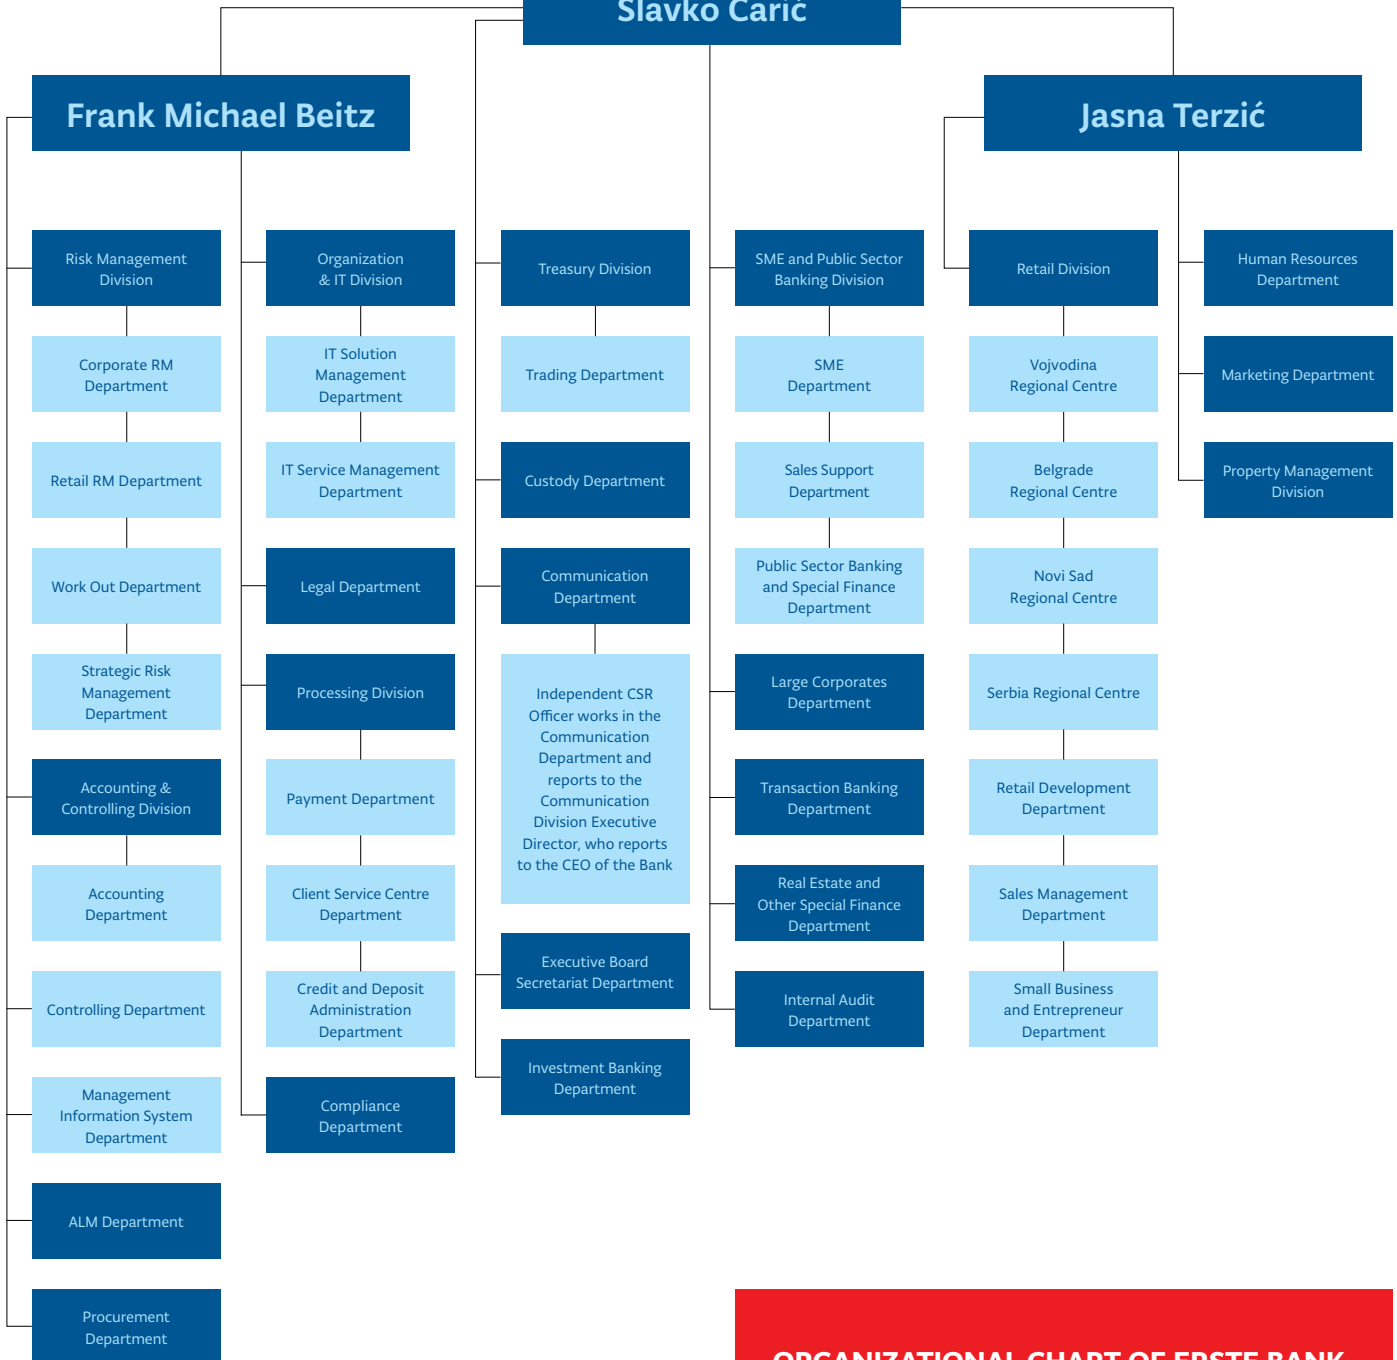 Slavko Carić
Frank Michael Beitz
Jasna Terzić
Risk Management
Division
Corporate RM
Department
Retail RM Department
Work Out Department
Strategic Risk
Management
Department
Accounting &
Controlling Division
Accounting
Department
Controlling Department
Management
Information System
Department
ALM Department
Procurement
Department
Organization
& IT Division
IT Solution
Management
Department
IT Service Management
Department
Legal Department
Processing Division
Payment Department
Client Service Centre
Department
Credit and Deposit
Administration
Department
Compliance
Department
Treasury Division
Trading Department
Custody Department
Communication
Department
Independent CSR
Officer works in the
Communication
Department and
reports to the
Communication
Division Executive
Director, who reports
to the CEO of the Bank
Executive Board
Secretariat Department
Investment Banking
Department
SME and Public Sector
Banking Division
SME
Department
Sales Support
Department
Public Sector Banking
and Special Finance
Department
Large Corporates
Department
Transaction Banking
Department
Real Estate and
Other Special Finance
Department
Internal Audit
Department
Retail Division
Vojvodina
Regional Centre
Belgrade
Regional Centre
Novi Sad
Regional Centre
Serbia Regional Centre
Retail Development
Department
Sales Management
Department
Small Business
and Entrepreneur
Department
Human Resources
Department
Marketing Department
Property Management
Division
ORGANIZATIONAL CHART OF ERSTE BANK